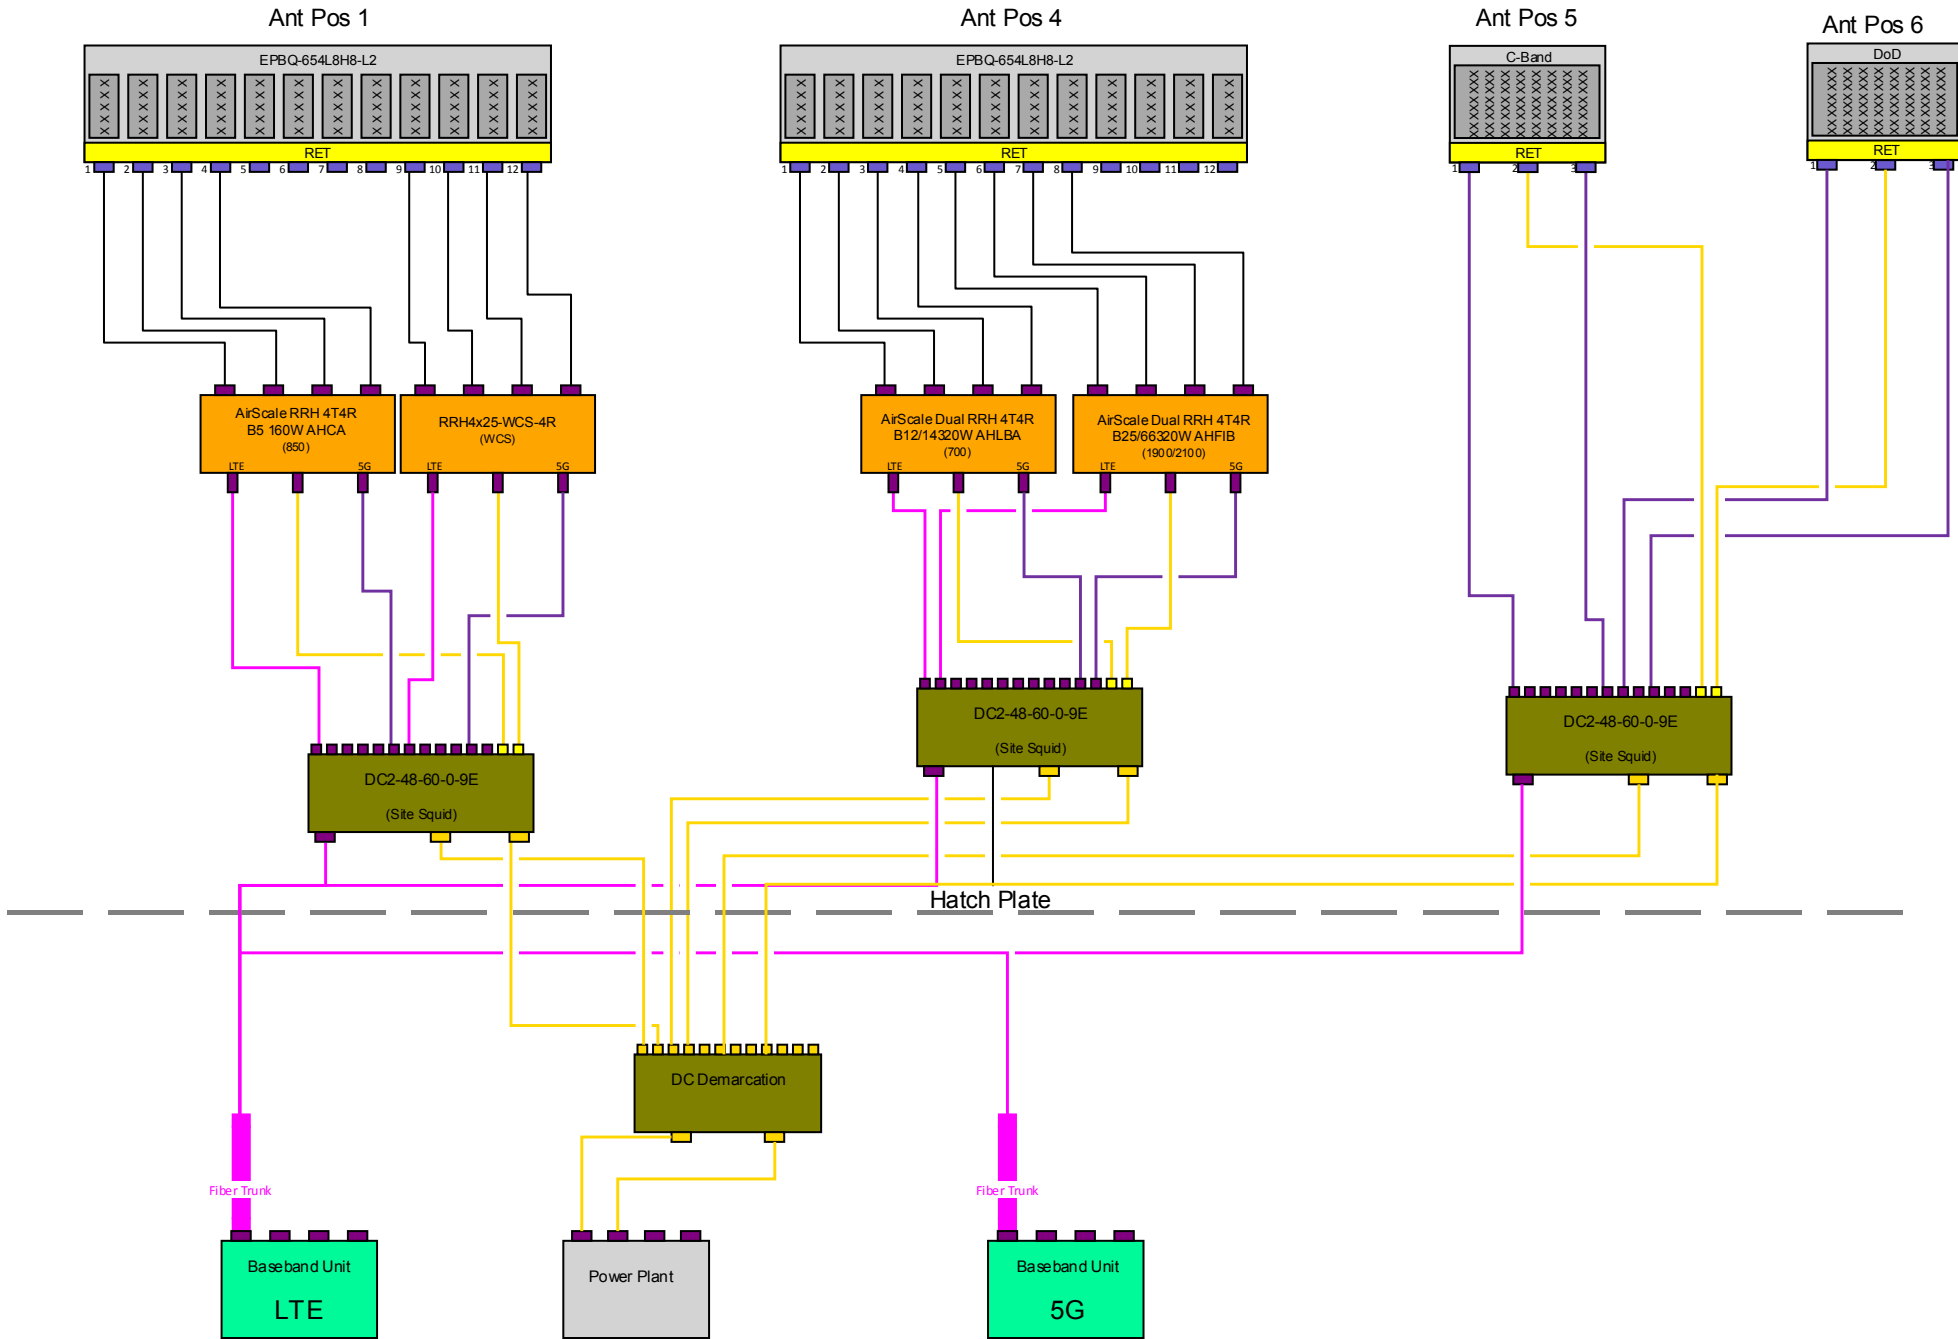 Ant Pos 1
Ant Pos 4
Ant Pos 5
Ant Pos 6
EPBQ-654L8H8-L2
EPBQ-654L8H8-L2
C-Band
DoD
RET
RET
RET
RET
1 2 3 4 5 6 7 8 9 10 11 12
1 2 3 4 5 6 7 8 9 10 11 12
1 2 3
1 2 3
AirScale RRH 4T4R
B5 160W AHCA
(850)
LTE 5G
RRH4x25-WCS-4R
(WCS)
LTE 5G
AirScale Dual RRH 4T4R
B12/14320W AHLBA
(700)
LTE 5G
AirScale Dual RRH 4T4R
B25/66320W AHFIB
(1900/2100)
LTE 5G
DC2-48-60-0-9E
(Site Squid)
DC2-48-60-0-9E
(Site Squid)
DC2-48-60-0-9E
(Site Squid)
Hatch Plate
DC Demarcation
Fiber Trunk
Fiber Trunk
Baseband Unit
LTE
Power Plant
Baseband Unit
5G